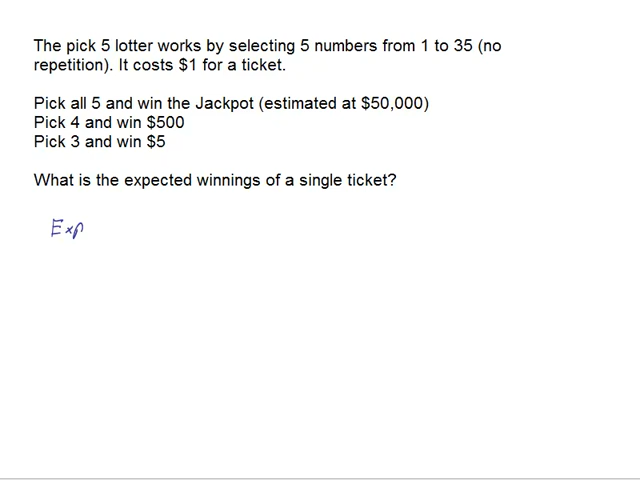 The pick 5 lotter works by selecting 5 numbers from 1 to 35 (no
repetition). It costs $1 for a ticket.
Pick all 5 and win the Jackpot (estimated at $50,000)
Pick 4 and win $500
Pick 3 and win $5
What is the expected winnings of a single ticket?
Exp